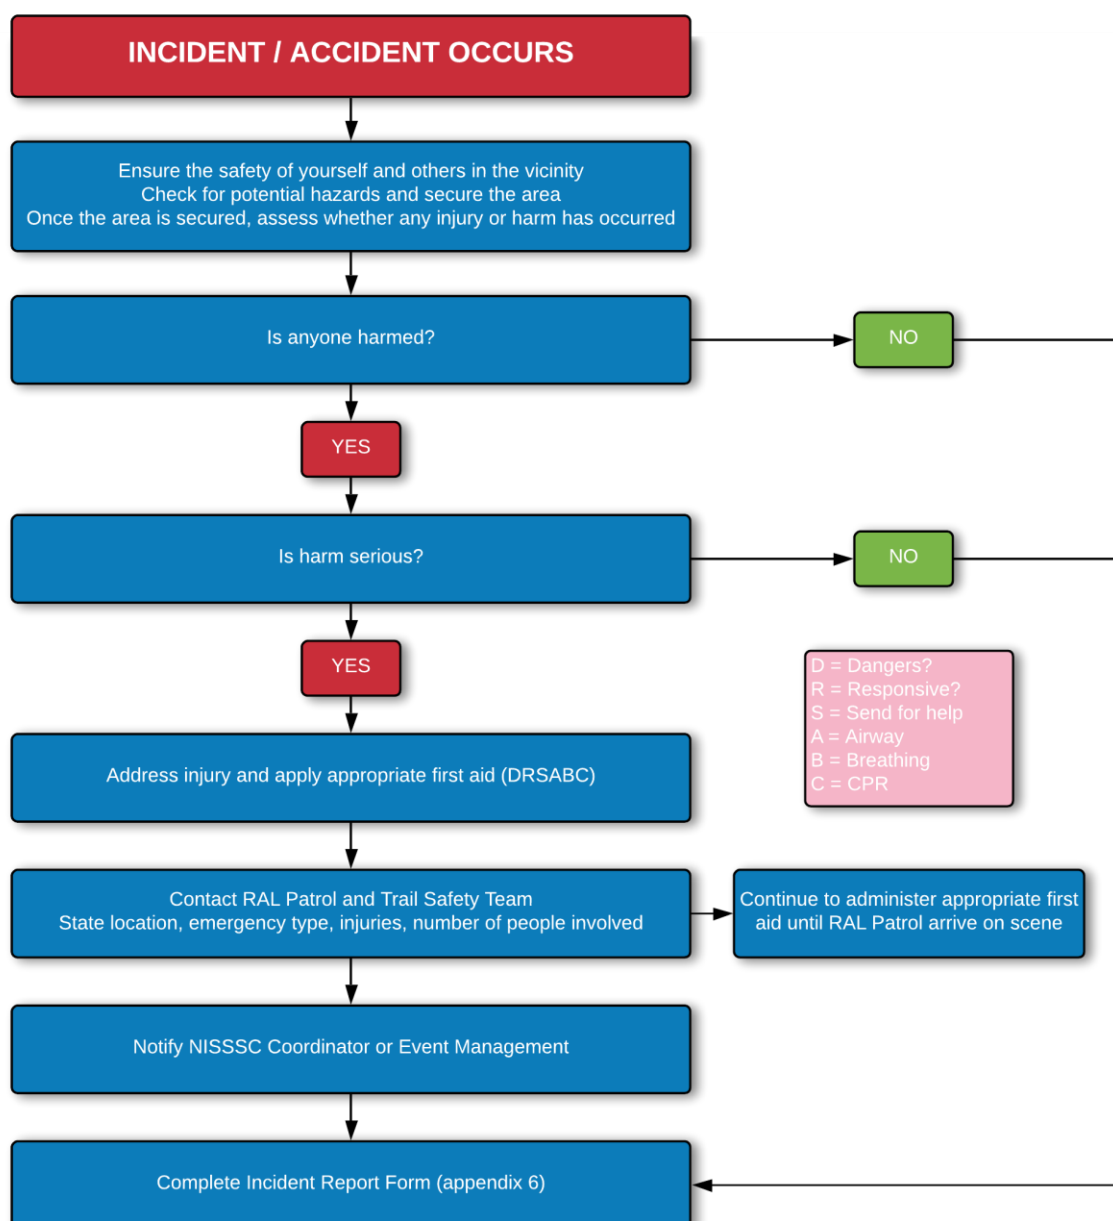 INCIDENT / ACCIDENT OCCURS
Ensure the safety of yourself and others in the vicinity
Check for potential hazards and secure the area
Once the area is secured, assess whether any injury or harm has occurred
Is anyone harmed?
NO
YES
Is harm serious?
NO
YES
D = Dangers?
R = Responsive?
S = Send for help
A = Airway
B = Breathing
C = CPR
Address injury and apply appropriate first aid (DRSABC)
Contact RAL Patrol and Trail Safety Team
State location, emergency type, injuries, number of people involved
Continue to administer appropriate first
aid until RAL Patrol arrive on scene
Notify NISSSC Coordinator or Event Management
Complete Incident Report Form (appendix 6)